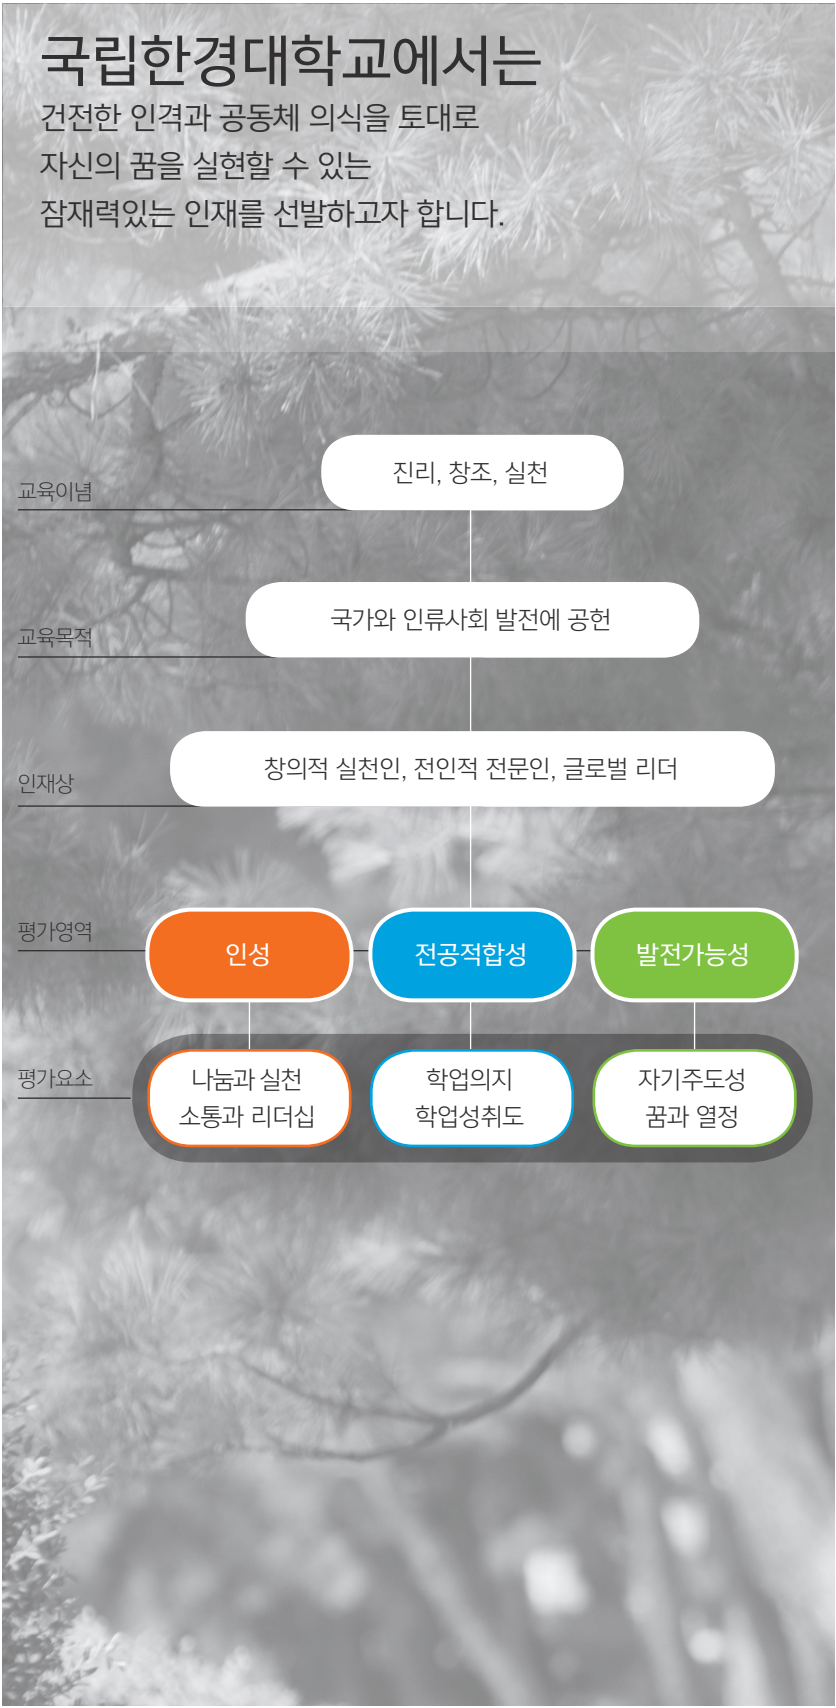 국립한경대학교에서는
건전한 인격과 공동체 의식을 토대로
자신의 꿈을 실현할 수 있는
잠재력있는 인재를 선발하고자 합니다.
교육이념
진리, 창조, 실천
교육목적
국가와 인류사회 발전에 공헌
인재상
창의적 실천인, 전인적 전문인, 글로벌 리더
평가영역
인성
전공적합성
발전가능성
평가요소
나눔과 실천
소통과 리더십
학업의지
학업성취도
자기주도성
꿈과 열정